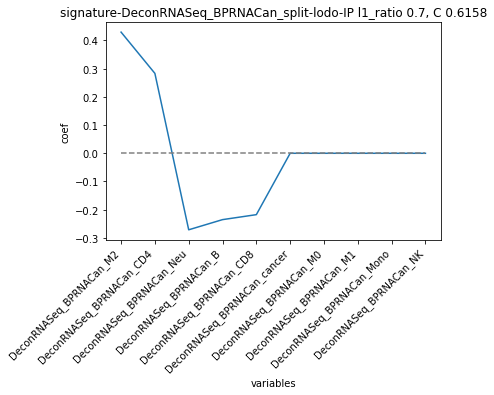 signature-DeconRNASeq_BPRNACan_split-lodo-IP l1_ratio 0.7, C 0.6158
0.4
0.3
0.2
0.1
0.0
−0.1
−0.2
−0.3
coef
DeconRNASeq_BPRNACan_M2
DeconRNASeq_BPRNACan_CD4
DeconRNASeq_BPRNACan_Neu
DeconRNASeq_BPRNACan_B
DeconRNASeq_BPRNACan_CD8
DeconRNASeq_BPRNACan_cancer
DeconRNASeq_BPRNACan_M0
DeconRNASeq_BPRNACan_M1
DeconRNASeq_BPRNACan_Mono
DeconRNASeq_BPRNACan_NK
variables